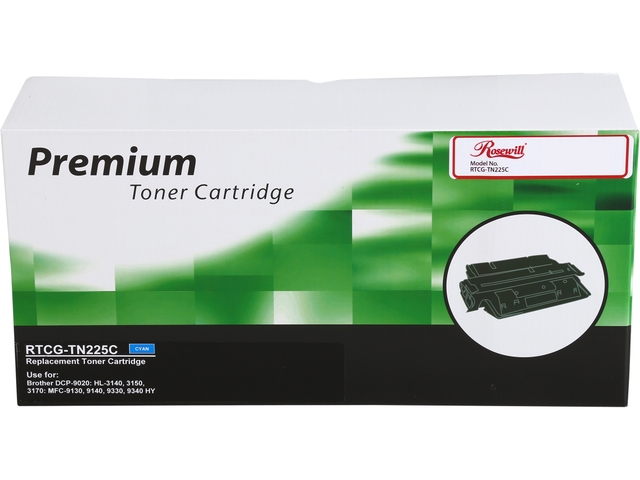 Premium
Toner Cartridge
Rosewill
Model No.
RTCG-TN225C
RTCG-TN225C CYAN
Replacement Toner Cartridge
Use for:
Brother DCP-9020: HL-3140, 3150,
3170: MFC-9130, 9140, 9330, 9340 HY